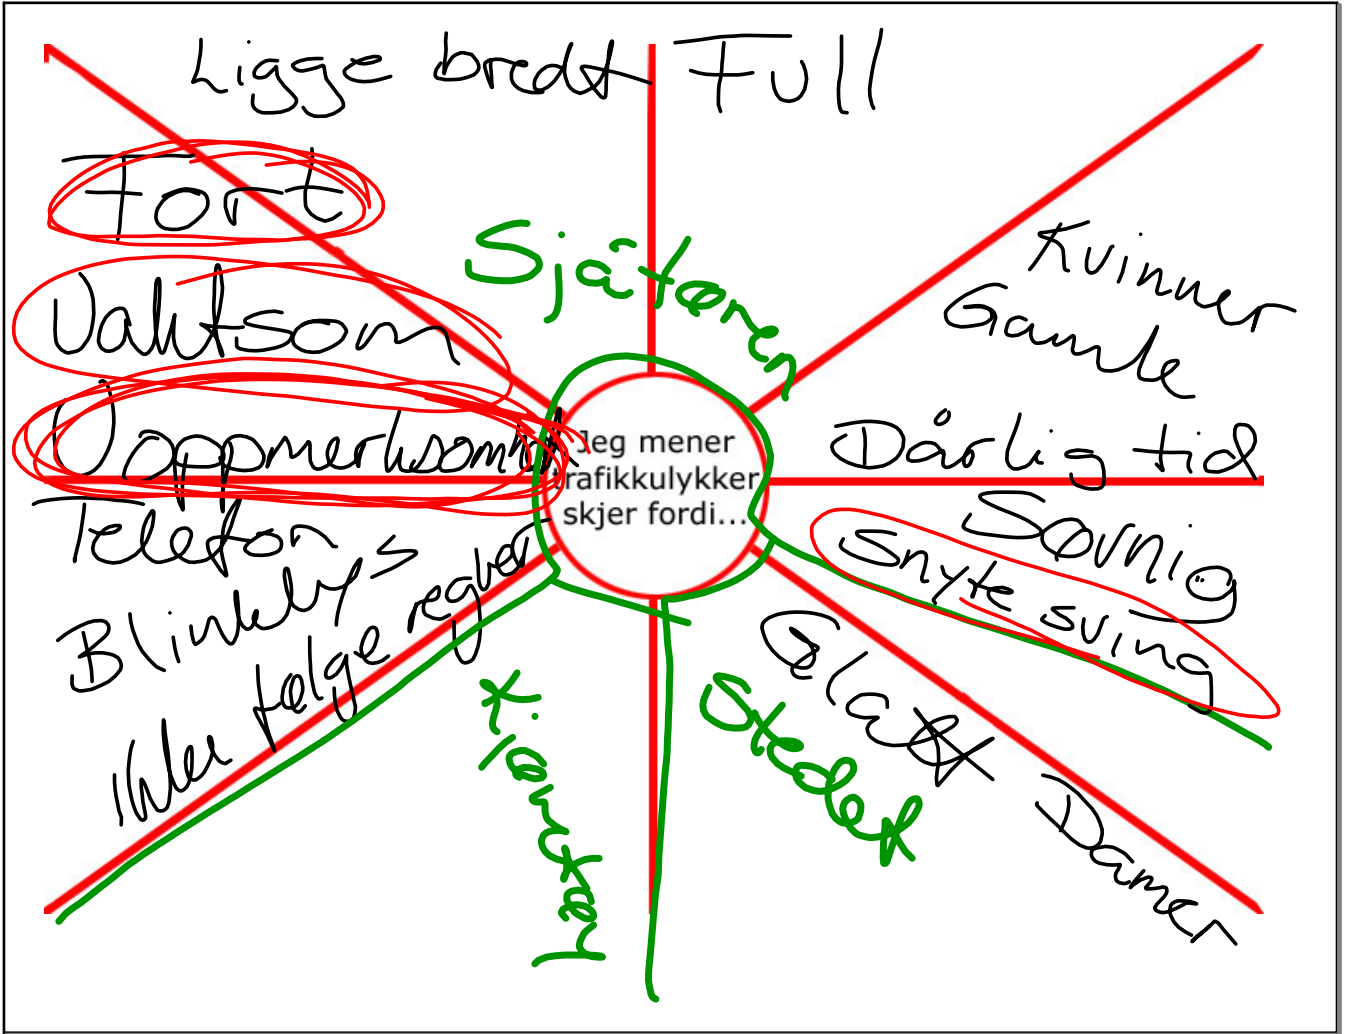 Ligge bredt
Full
Fort
Uaktsom
Uoppmerksomhet
Telefon
Blinklys
Ikke følge regler
Sjåføren
Kvinner
Gamle
Dårlig tid
Søvnig
Snyte sving
Jeg mener
trafikkulykker
skjer fordi...
Glatt
Damer
Stedet
Kjøretøy